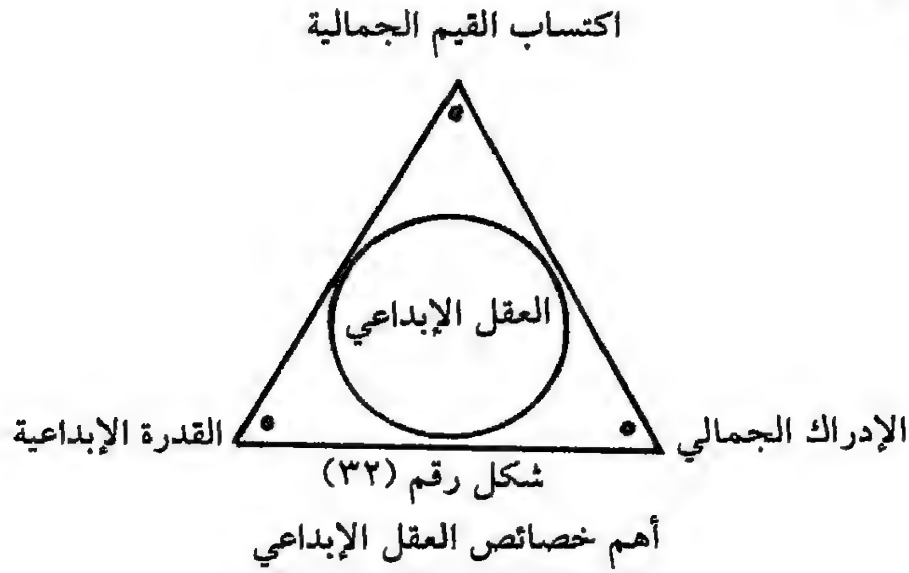 اكتساب القيم الجمالية
العقل الإبداعي
الإدراك الجمالي
القدرة الإبداعية
شكل رقم (٣٢)
أهم خصائص العقل الإبداعي